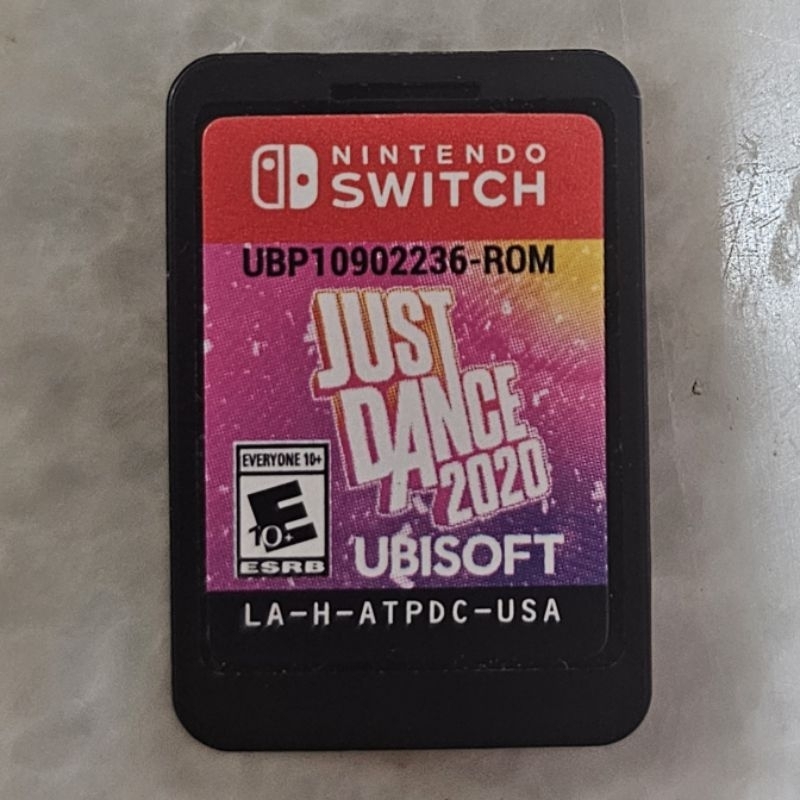 NINTENDO
SWITCH
UBP10902236-ROM
JUST
DANCE
2020
EVERYONE 10+
E
10+
ESRB
UBISOFT
LA-H-ATPDC-USA